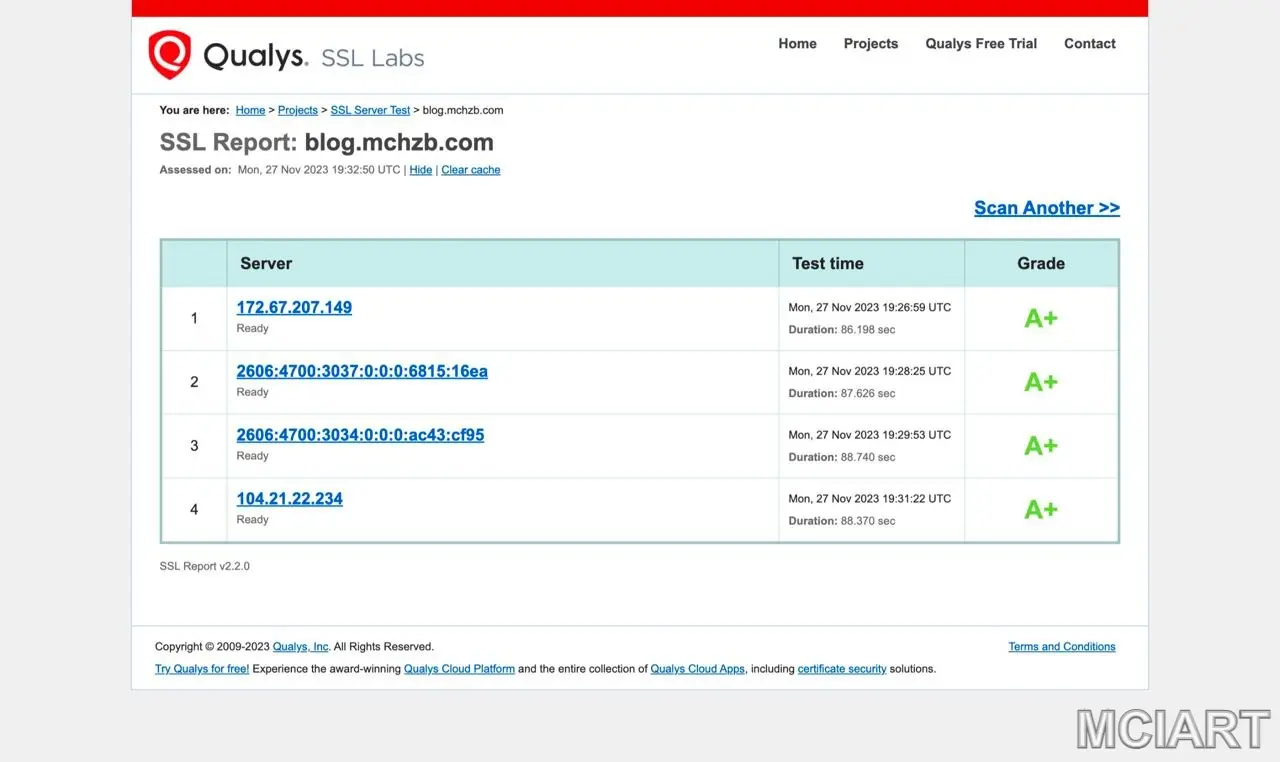 Qualys. SSL Labs
Home Projects Qualys Free Trial Contact
You are here: Home > Projects > SSL Server Test > blog.mchzb.com
SSL Report: blog.mchzb.com
Assessed on: Mon, 27 Nov 2023 19:32:50 UTC | Hide | Clear cache
Scan Another >>
Server Test time Grade
1 172.67.207.149 Ready Mon, 27 Nov 2023 19:26:59 UTC Duration: 86.198 sec A+
2 2606:4700:3037:0:0:0:6815:16ea Ready Mon, 27 Nov 2023 19:28:25 UTC Duration: 87.626 sec A+
3 2606:4700:3034:0:0:0:ac43:cf95 Ready Mon, 27 Nov 2023 19:29:53 UTC Duration: 88.740 sec A+
4 104.21.22.234 Ready Mon, 27 Nov 2023 19:31:22 UTC Duration: 88.370 sec A+
SSL Report v2.2.0
Copyright © 2009-2023 Qualys, Inc. All Rights Reserved. Terms and Conditions
Try Qualys for free! Experience the award-winning Qualys Cloud Platform and the entire collection of Qualys Cloud Apps, including certificate security solutions.
MCIART